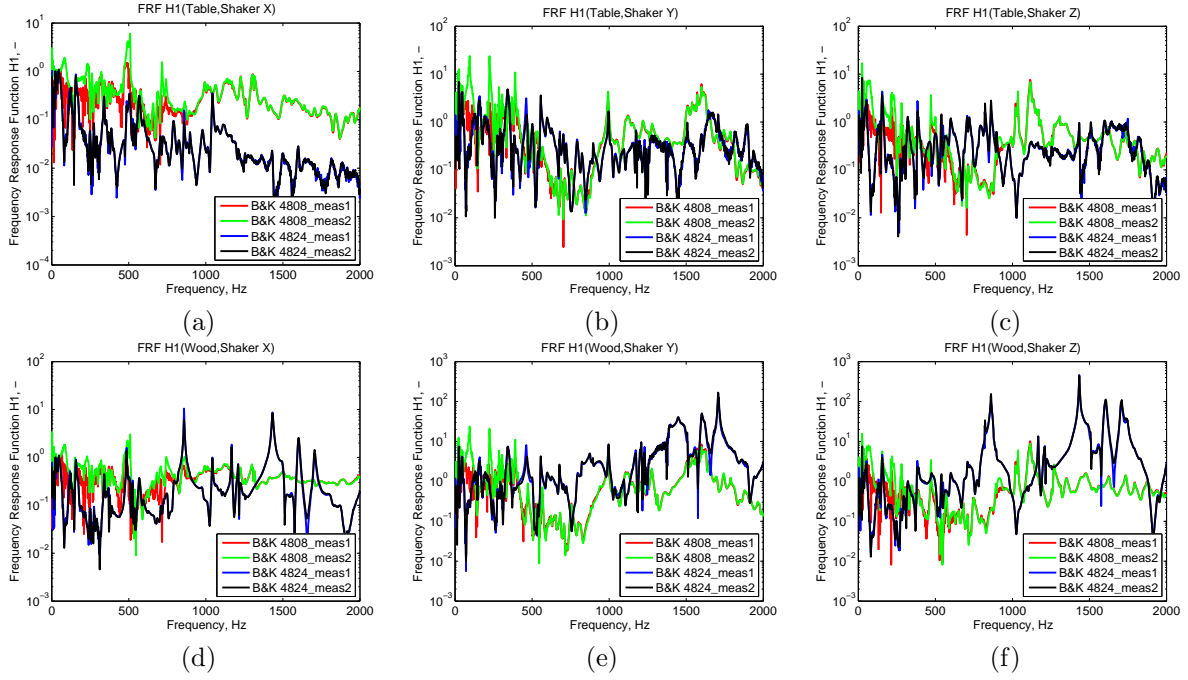 FRF H1(Table,Shaker X)
Frequency Response Function H1, −
10^1
10^0
10^−1
10^−2
10^−3
10^−4
0 500 1000 1500 2000
Frequency, Hz
B&K 4808_meas1
B&K 4808_meas2
B&K 4824_meas1
B&K 4824_meas2
(a)
FRF H1(Table,Shaker Y)
Frequency Response Function H1, −
10^2
10^1
10^0
10^−1
10^−2
10^−3
0 500 1000 1500 2000
Frequency, Hz
B&K 4808_meas1
B&K 4808_meas2
B&K 4824_meas1
B&K 4824_meas2
(b)
FRF H1(Table,Shaker Z)
Frequency Response Function H1, −
10^2
10^1
10^0
10^−1
10^−2
10^−3
0 500 1000 1500 2000
Frequency, Hz
B&K 4808_meas1
B&K 4808_meas2
B&K 4824_meas1
B&K 4824_meas2
(c)
FRF H1(Wood,Shaker X)
Frequency Response Function H1, −
10^2
10^1
10^0
10^−1
10^−2
10^−3
0 500 1000 1500 2000
Frequency, Hz
B&K 4808_meas1
B&K 4808_meas2
B&K 4824_meas1
B&K 4824_meas2
(d)
FRF H1(Wood,Shaker Y)
Frequency Response Function H1, −
10^3
10^2
10^1
10^0
10^−1
10^−2
10^−3
0 500 1000 1500 2000
Frequency, Hz
B&K 4808_meas1
B&K 4808_meas2
B&K 4824_meas1
B&K 4824_meas2
(e)
FRF H1(Wood,Shaker Z)
Frequency Response Function H1, −
10^3
10^2
10^1
10^0
10^−1
10^−2
10^−3
0 500 1000 1500 2000
Frequency, Hz
B&K 4808_meas1
B&K 4808_meas2
B&K 4824_meas1
B&K 4824_meas2
(f)